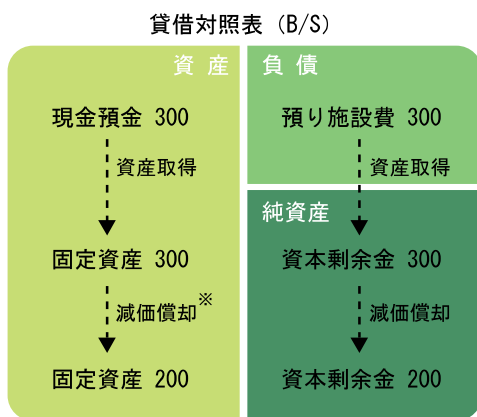 貸借対照表（B/S）
資 産
現金預金 300
資産取得
固定資産 300
減価償却※
固定資産 200
負 債
預り施設費 300
資産取得
純資産
資本剰余金 300
減価償却
資本剰余金 200